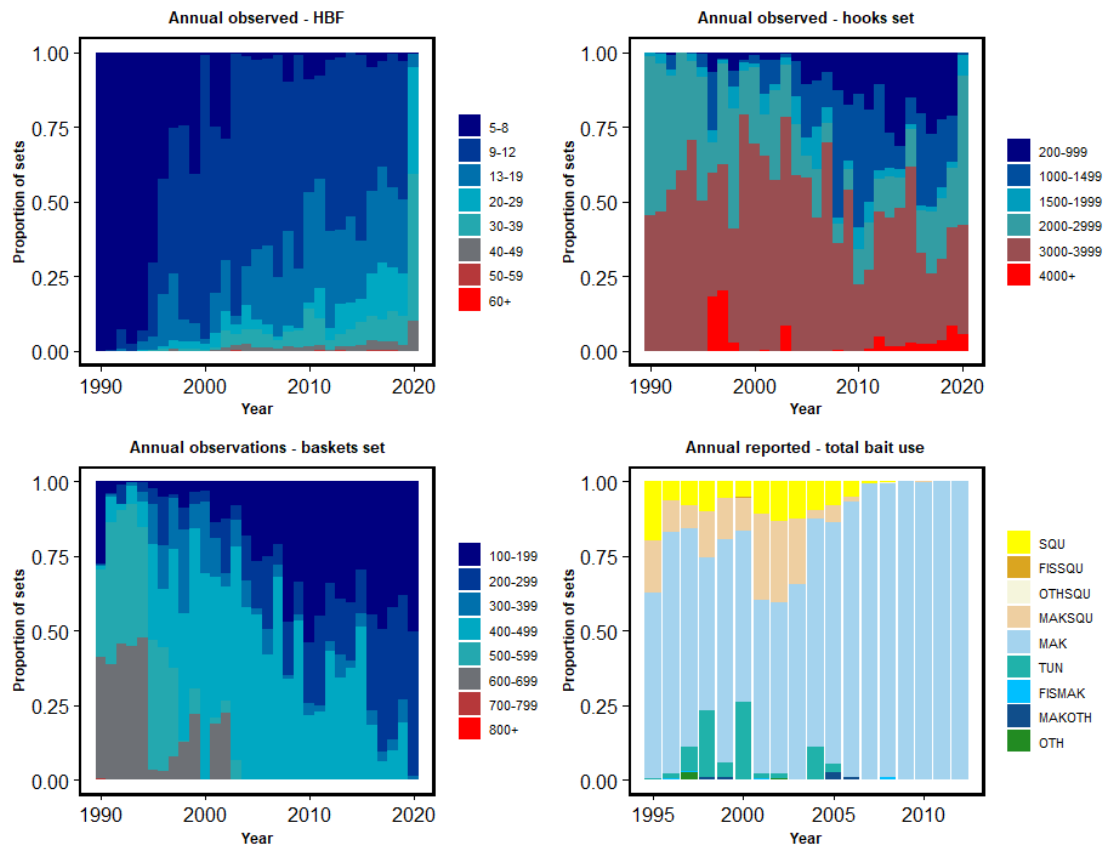 Annual observed - HBF
Proportion of sets
1.00
0.75
0.50
0.25
0.00
1990
2000
2010
2020
Year
5-8
9-12
13-19
20-29
30-39
40-49
50-59
60+
Annual observed - hooks set
Proportion of sets
1.00
0.75
0.50
0.25
0.00
1990
2000
2010
2020
Year
200-999
1000-1499
1500-1999
2000-2999
3000-3999
4000+
Annual observations - baskets set
Proportion of sets
1.00
0.75
0.50
0.25
0.00
1990
2000
2010
2020
Year
100-199
200-299
300-399
400-499
500-599
600-699
700-799
800+
Annual reported - total bait use
Proportion of sets
1.00
0.75
0.50
0.25
0.00
1995
2000
2005
2010
Year
SQU
FISSQU
OTHSQU
MAKSQU
MAK
TUN
FISMAK
MAKOTH
OTH